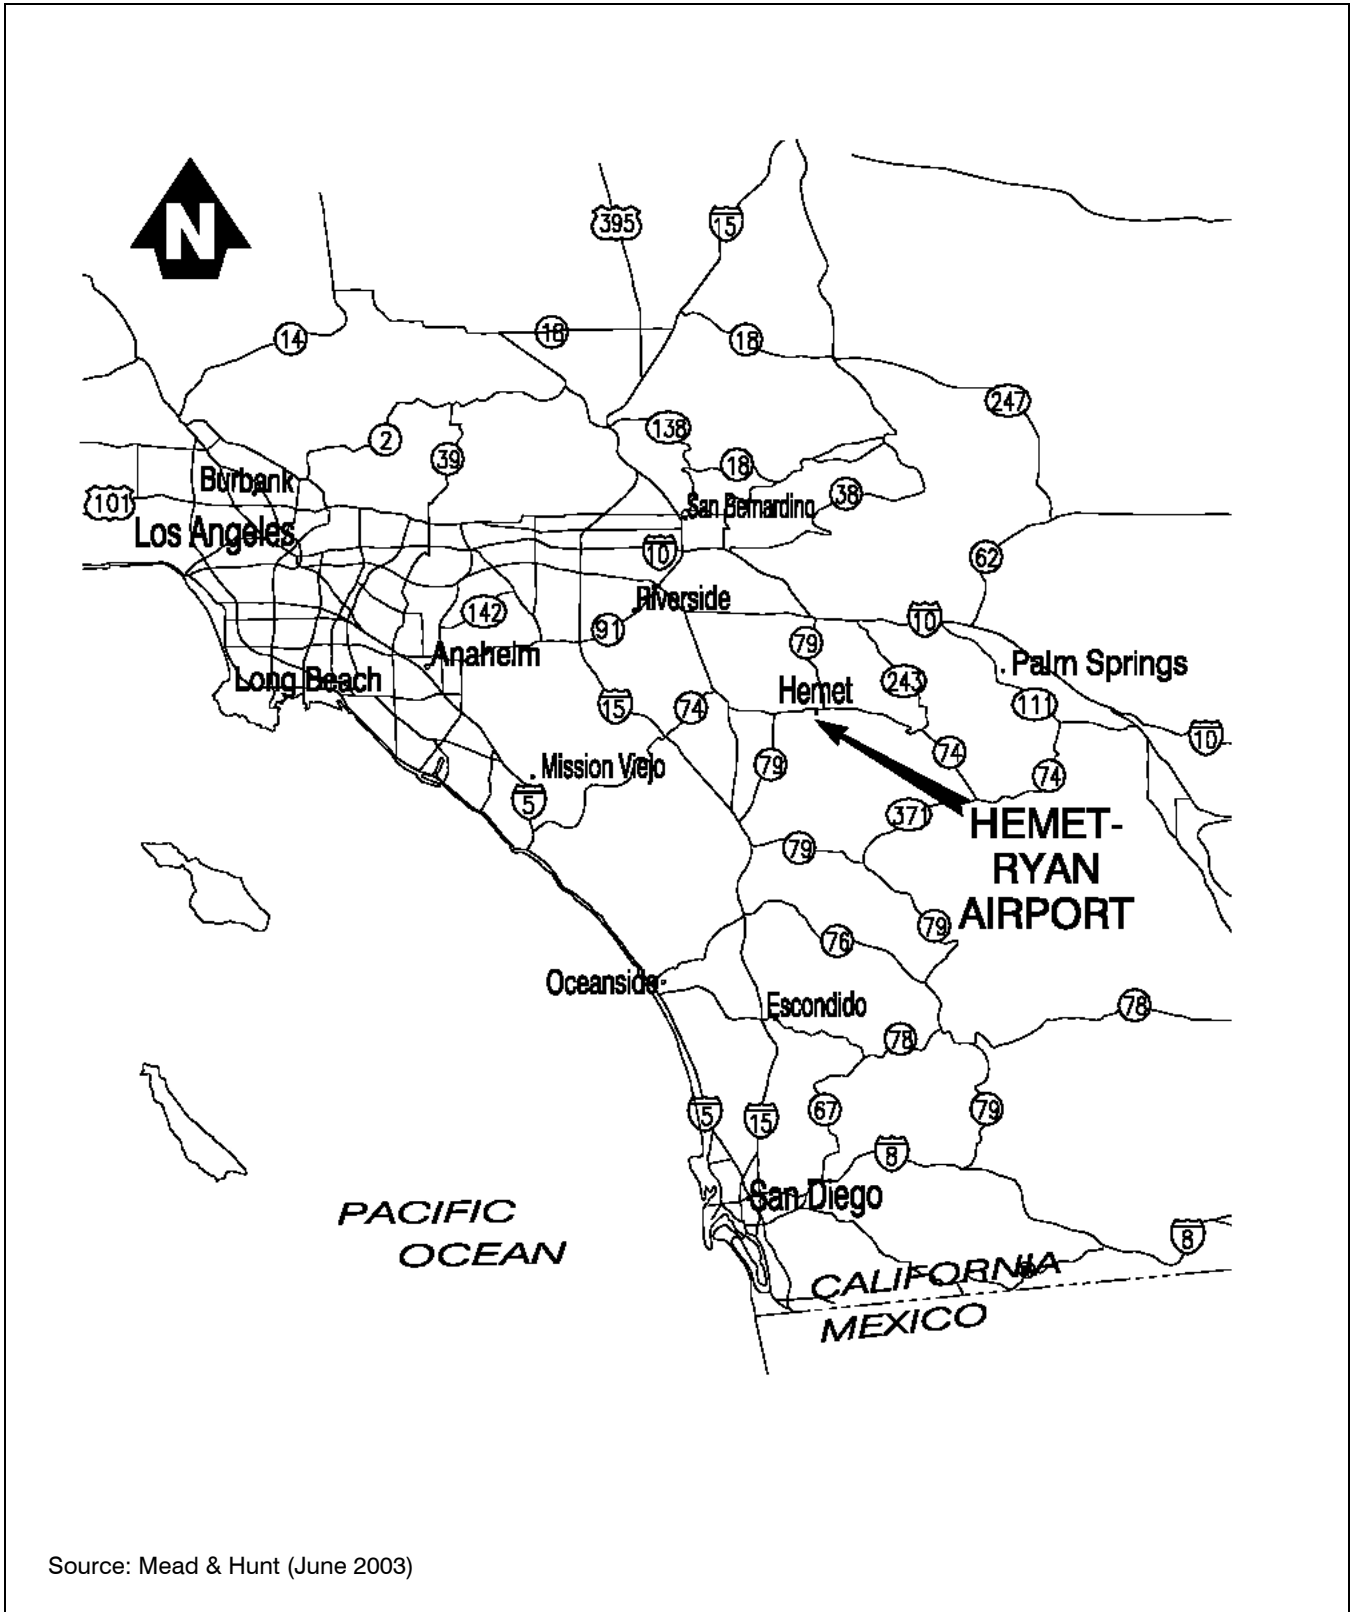 N
395
15
14
18
18
247
2
138
39
18
Burbank
38
101
San Bernardino
Los Angeles
10
62
Riverside
142
91
10
79
Anaheim
Palm Springs
Long Beach
243
Hemet
15
74
111
10
74
79
Mission Viejo
74
5
371
HEMET-
RYAN
AIRPORT
79
79
76
Oceanside
Escondido
78
78
67
79
5
15
8
San Diego
PACIFIC
OCEAN
8
CALIFORNIA
MEXICO
Source: Mead & Hunt (June 2003)